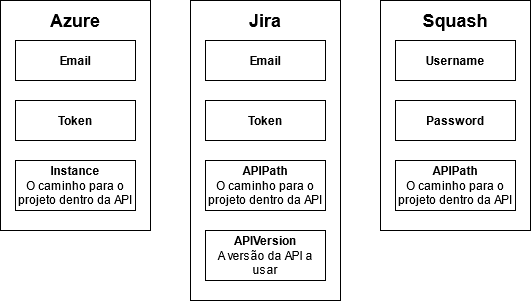 Azure
Email
Token
Instance
O caminho para o
projeto dentro da API
Jira
Email
Token
APIPath
O caminho para o
projeto dentro da API
APIVersion
A versão da API a
usar
Squash
Username
Password
APIPath
O caminho para o
projeto dentro da API